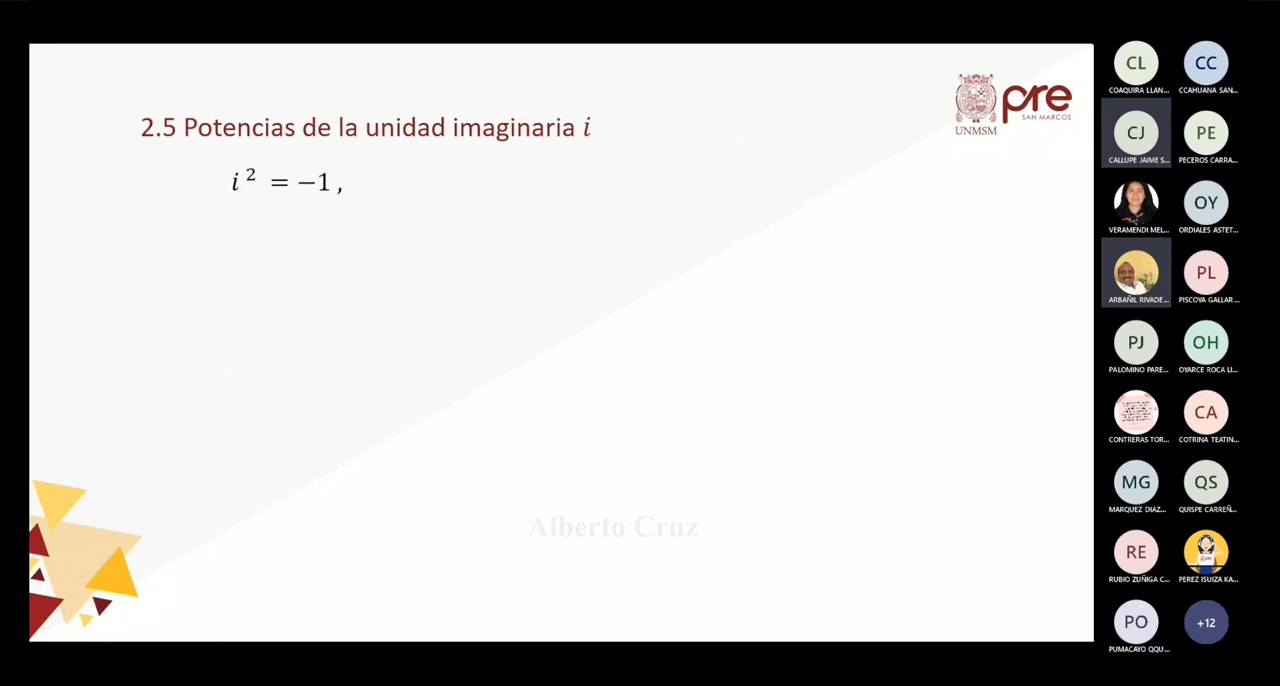 2.5 Potencias de la unidad imaginaria i
i² = −1 ,
UNMSM
pre
SAN MARCOS
Alberto Cruz
CL
COAQUIRA LLAN...
CC
CCAHUANA SAN...
CJ
CALLUPE JAIME S...
PE
PECEROS CARRA...
VERAMENDI MEL...
OY
ORDIALES ASTET...
ARBAÑIL RIVADE...
PL
PISCOYA GALLAR...
PJ
PALOMINO PARE...
OH
OYARCE ROCA LI...
CONTRERAS TOR...
CA
COTRINA TEATIN...
MG
MARQUEZ DIAZ...
QS
QUISPE CARREÑ...
RE
RUBIO ZUÑIGA C...
PEREZ ISUIZA KA...
PO
PUMACAYO QQU...
+12